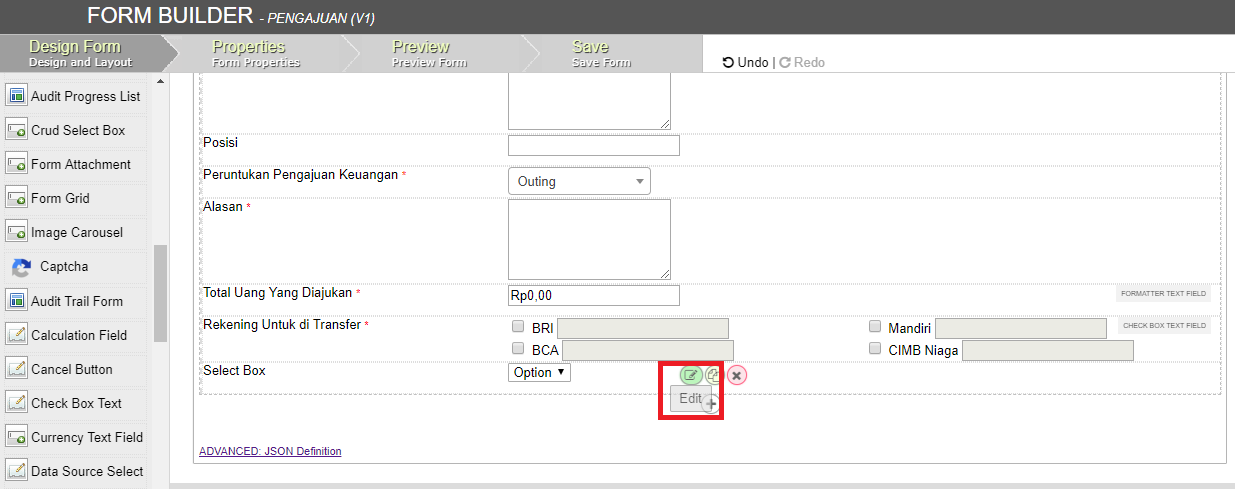 FORM BUILDER - PENGAJUAN (V1)
Design Form
Design and Layout
Properties
Form Properties
Preview
Preview Form
Save
Save Form
Undo | Redo
Audit Progress List
Crud Select Box
Form Attachment
Form Grid
Image Carousel
Captcha
Audit Trail Form
Calculation Field
Cancel Button
Check Box Text
Currency Text Field
Data Source Select
Posisi
Peruntukan Pengajuan Keuangan *
Outing
Alasan *
Total Uang Yang Diajukan *
Rp0,00
FORMATTER TEXT FIELD
Rekening Untuk di Transfer *
BRI
Mandiri
CHECK BOX TEXT FIELD
BCA
CIMB Niaga
Select Box
Option
Edit
ADVANCED: JSON Definition